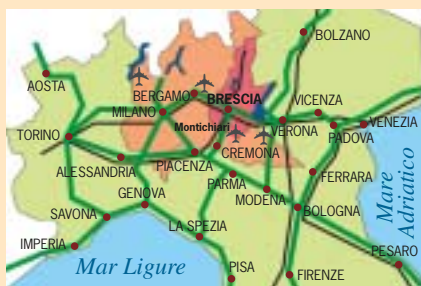 BOLZANO
AOSTA
BERGAMO
BRESCIA
VICENZA
MILANO
Montichiari
VERONA
VENEZIA
TORINO
PADOVA
CREMONA
ALESSANDRIA
PIACENZA
PARMA
FERRARA
GENOVA
MODENA
Mare
Adriatico
SAVONA
BOLOGNA
LA SPEZIA
IMPERIA
PESARO
Mar Ligure
PISA
FIRENZE